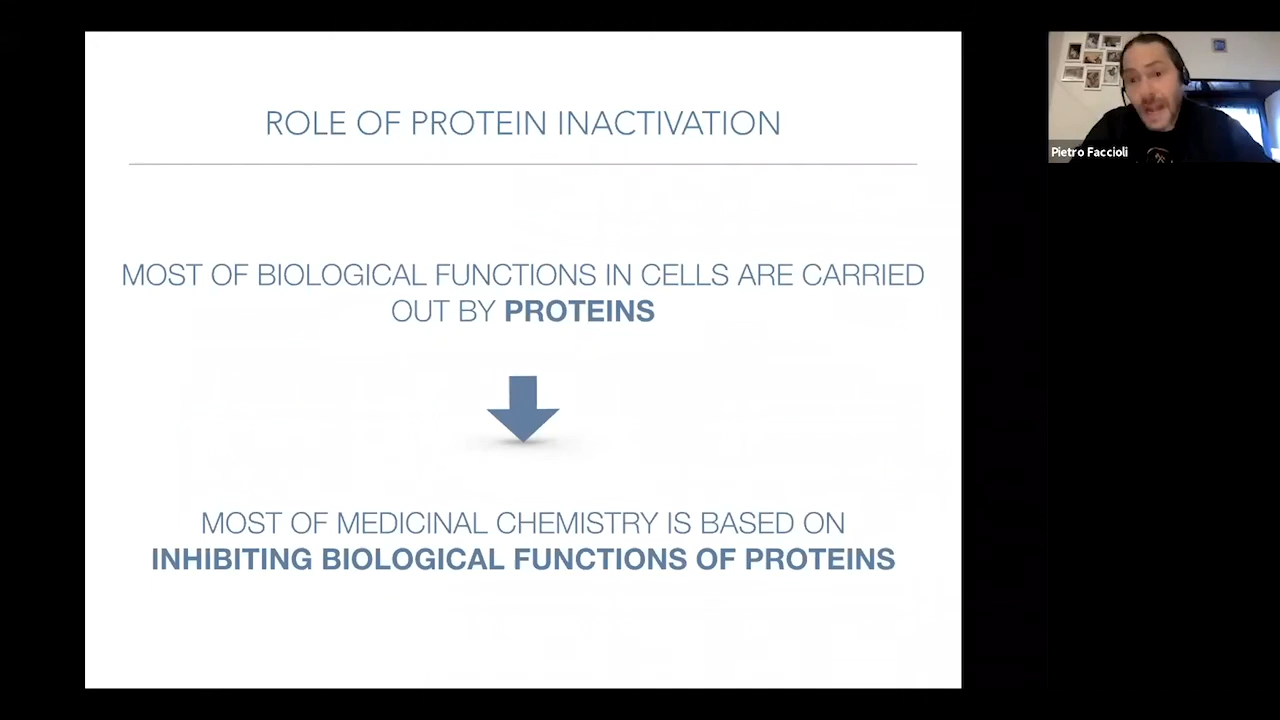 ROLE OF PROTEIN INACTIVATION
MOST OF BIOLOGICAL FUNCTIONS IN CELLS ARE CARRIED
OUT BY PROTEINS
MOST OF MEDICINAL CHEMISTRY IS BASED ON
INHIBITING BIOLOGICAL FUNCTIONS OF PROTEINS
Pietro Faccioli